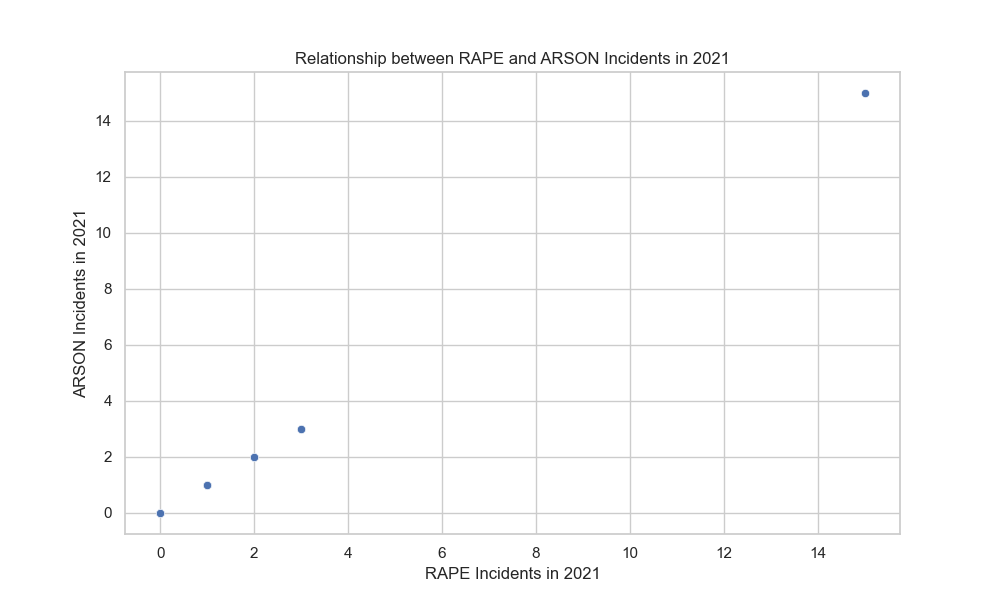 Relationship between RAPE and ARSON Incidents in 2021
14
12
10
8
6
4
2
0
ARSON Incidents in 2021
0 2 4 6 8 10 12 14
RAPE Incidents in 2021